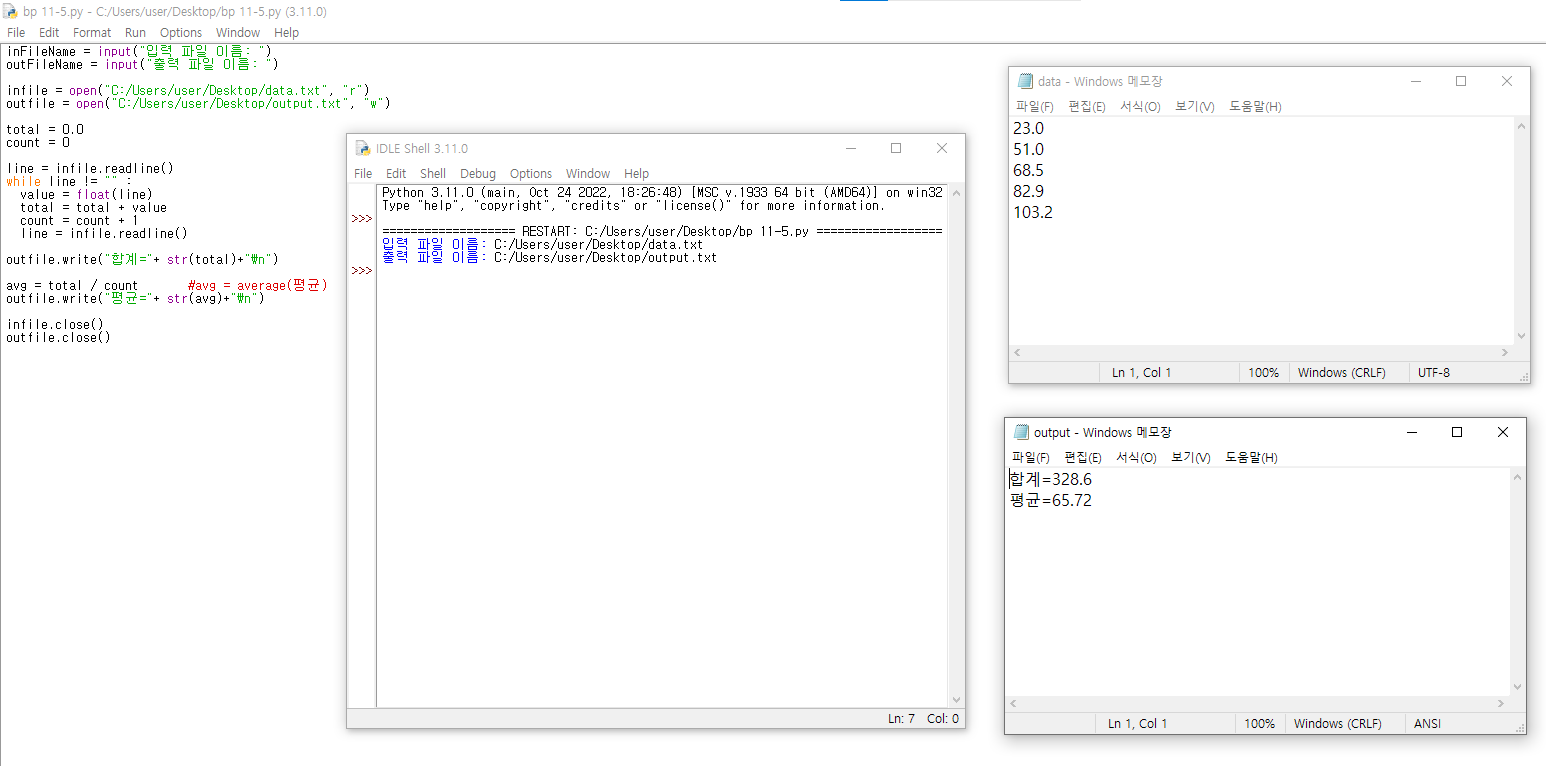 bp 11-5.py - C:/Users/user/Desktop/bp 11-5.py (3.11.0)
File Edit Format Run Options Window Help
inFileName = input("입력 파일 이름: ")
outFileName = input("출력 파일 이름: ")
infile = open("C:/Users/user/Desktop/data.txt", "r")
outfile = open("C:/Users/user/Desktop/output.txt", "w")
total = 0.0
count = 0
line = infile.readline()
while line != "" :
value = float(line)
total = total + value
count = count + 1
line = infile.readline()
outfile.write("합계="+ str(total)+"₩n")
avg = total / count #avg = average(평균)
outfile.write("평균="+ str(avg)+"₩n")
infile.close()
outfile.close()
IDLE Shell 3.11.0
File Edit Shell Debug Options Window Help
Python 3.11.0 (main, Oct 24 2022, 18:26:48) [MSC v.1933 64 bit (AMD64)] on win32
Type "help", "copyright", "credits" or "license()" for more information.
>>>
=================== RESTART: C:/Users/user/Desktop/bp 11-5.py ==================
입력 파일 이름: C:/Users/user/Desktop/data.txt
출력 파일 이름: C:/Users/user/Desktop/output.txt
>>>
Ln: 7 Col: 0
data - Windows 메모장
파일(F) 편집(E) 서식(O) 보기(V) 도움말(H)
23.0
51.0
68.5
82.9
103.2
Ln 1, Col 1 100% Windows (CRLF) UTF-8
output - Windows 메모장
파일(F) 편집(E) 서식(O) 보기(V) 도움말(H)
합계=328.6
평균=65.72
Ln 1, Col 1 100% Windows (CRLF) ANSI